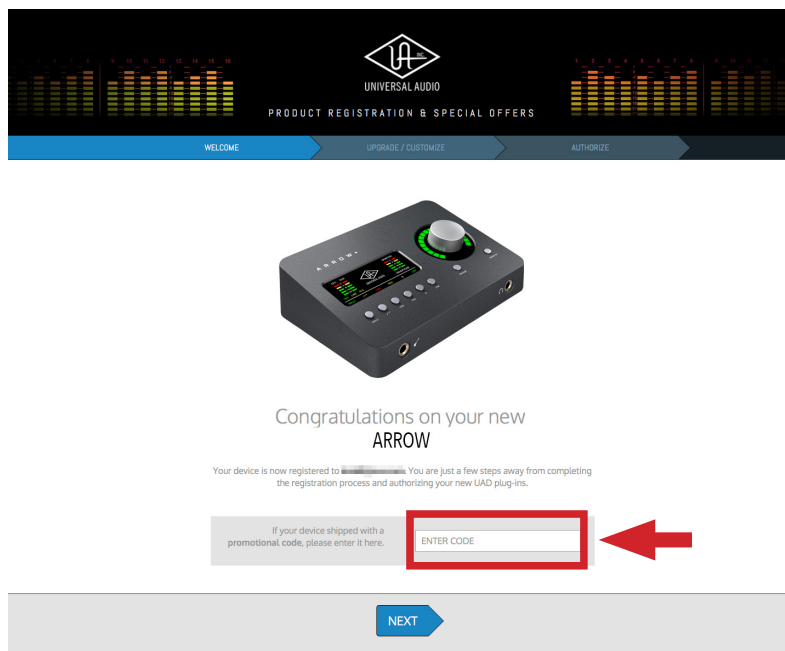 UA INC.
UNIVERSAL AUDIO
PRODUCT REGISTRATION & SPECIAL OFFERS
WELCOME
UPGRADE / CUSTOMIZE
AUTHORIZE
ARROW
Congratulations on your new
ARROW
Your device is now registered to You are just a few steps away from completing
the registration process and authorizing your new UAD plug-ins.
If your device shipped with a
promotional code, please enter it here.
ENTER CODE
NEXT